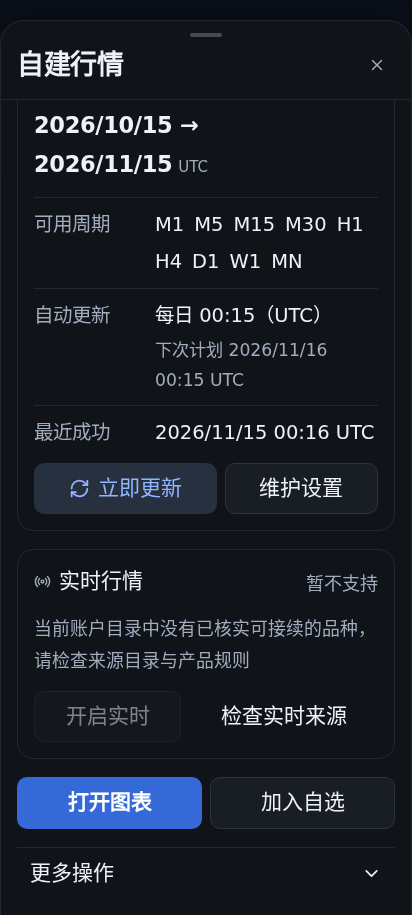 自建行情
2026/10/15 →
2026/11/15 UTC
可用周期
M1 M5 M15 M30 H1
H4 D1 W1 MN
自动更新
每日 00:15（UTC）
下次计划 2026/11/16
00:15 UTC
最近成功
2026/11/15 00:16 UTC
立即更新
维护设置
实时行情
暂不支持
当前账户目录中没有已核实可接续的品种，
请检查来源目录与产品规则
开启实时
检查实时来源
打开图表
加入自选
更多操作